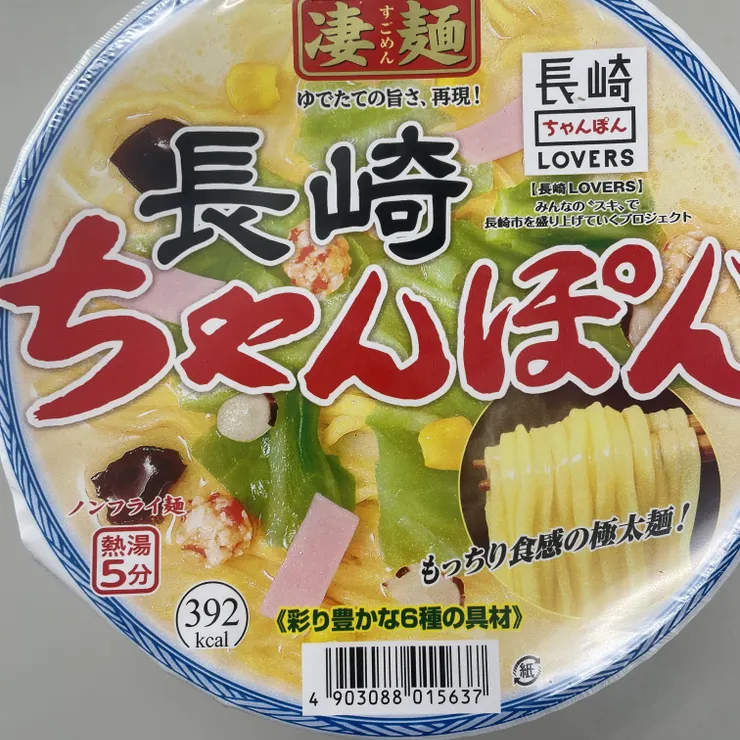 凄麺
すごめん
ゆでたての旨さ、再現!
長崎
ちゃんぽん
LOVERS
【長崎LOVERS】
みんなの〝スキ〟で
長崎市を盛り上げていくプロジェクト
長崎
ちゃんぽん
ノンフライ麺
熱湯
5分
もっちり食感の極太麺!
392
kcal
《彩り豊かな6種の具材》
紙
4 903088 015637